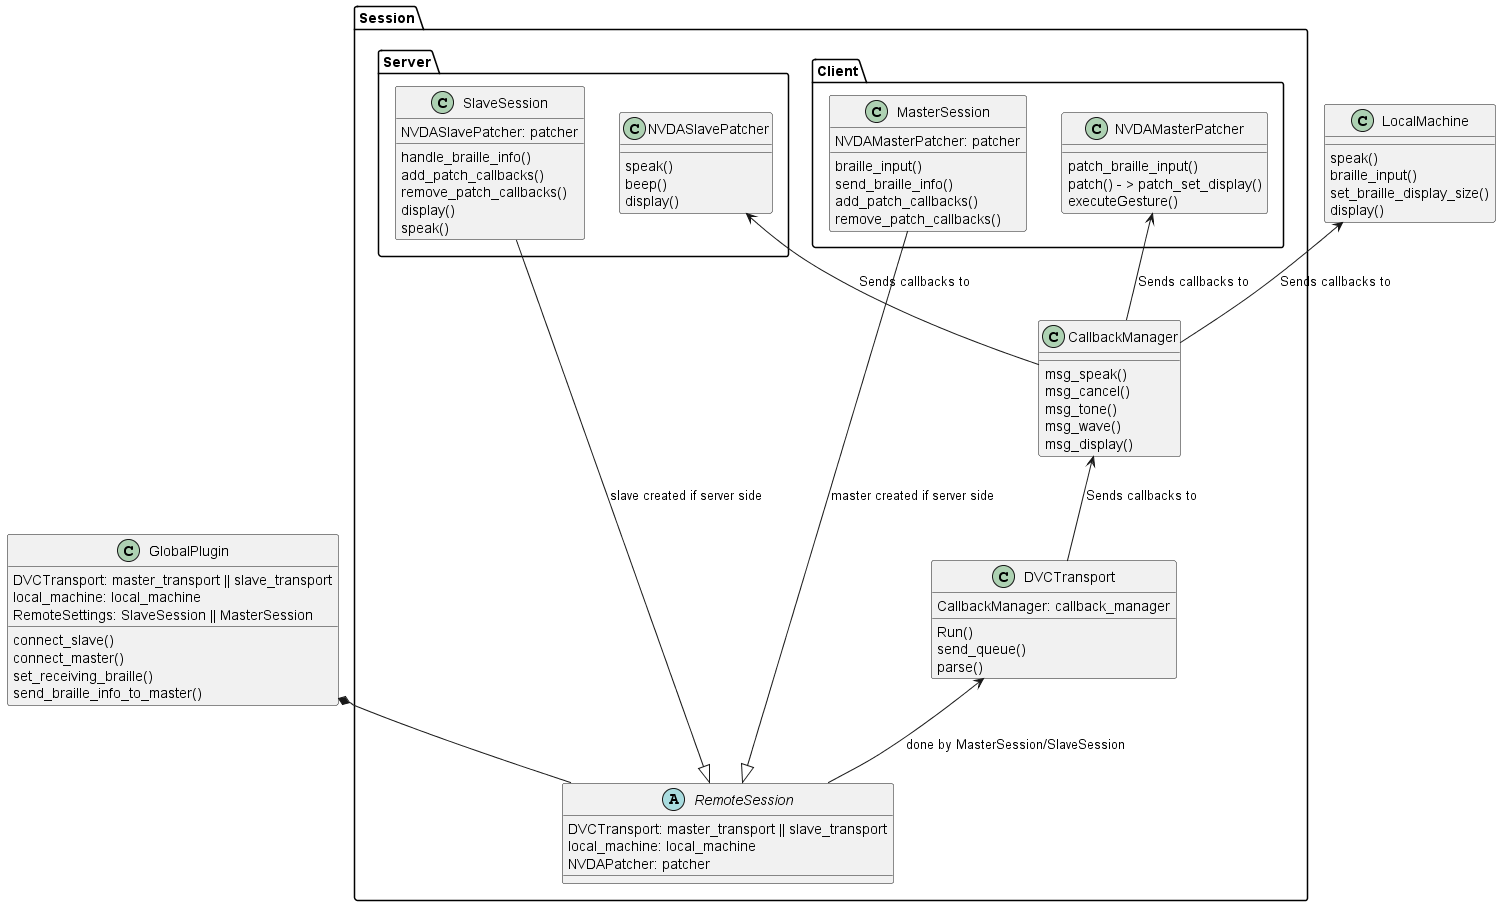 Session
Server
C SlaveSession
NVDASlavePatcher: patcher
handle_braille_info()
add_patch_callbacks()
remove_patch_callbacks()
display()
speak()
C NVDASlavePatcher
speak()
beep()
display()
Client
C MasterSession
NVDAMasterPatcher: patcher
braille_input()
send_braille_info()
add_patch_callbacks()
remove_patch_callbacks()
C NVDAMasterPatcher
patch_braille_input()
patch() - > patch_set_display()
executeGesture()
C LocalMachine
speak()
braille_input()
set_braille_display_size()
display()
Sends callbacks to
Sends callbacks to
Sends callbacks to
C CallbackManager
msg_speak()
msg_cancel()
msg_tone()
msg_wave()
msg_display()
slave created if server side
master created if server side
Sends callbacks to
C GlobalPlugin
DVCTransport: master_transport || slave_transport
local_machine: local_machine
RemoteSettings: SlaveSession || MasterSession
connect_slave()
connect_master()
set_receiving_braille()
send_braille_info_to_master()
C DVCTransport
CallbackManager: callback_manager
Run()
send_queue()
parse()
done by MasterSession/SlaveSession
A RemoteSession
DVCTransport: master_transport || slave_transport
local_machine: local_machine
NVDAPatcher: patcher